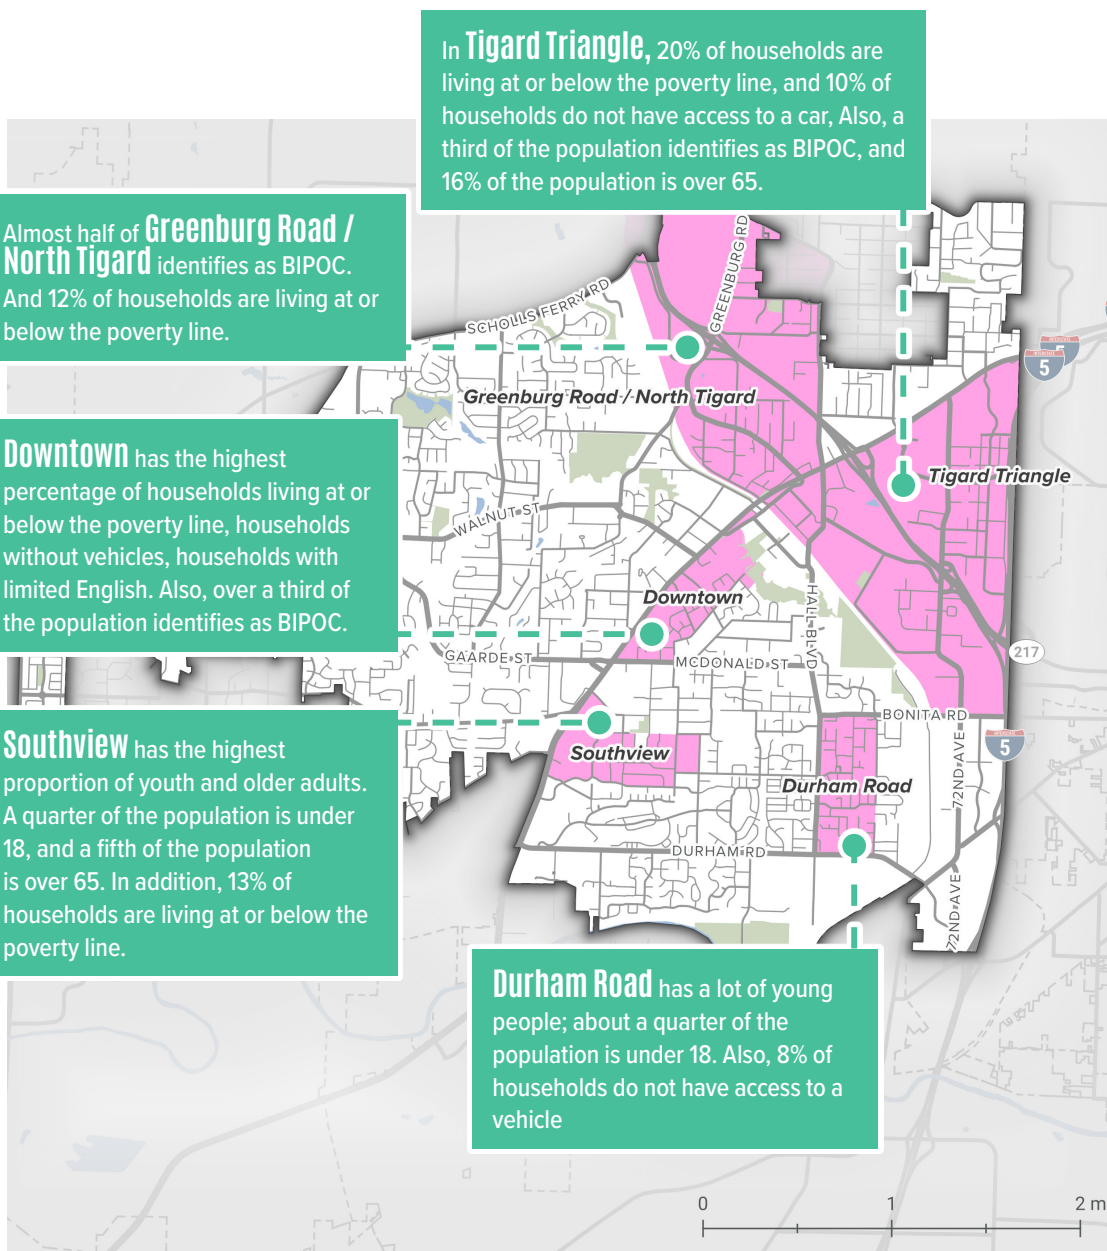 In Tigard Triangle, 20% of households are
living at or below the poverty line, and 10% of
households do not have access to a car, Also, a
third of the population identifies as BIPOC, and
16% of the population is over 65.
Almost half of Greenburg Road /
North Tigard identifies as BIPOC.
And 12% of households are living at or
below the poverty line.
Downtown has the highest
percentage of households living at or
below the poverty line, households
without vehicles, households with
limited English. Also, over a third of
the population identifies as BIPOC.
Southview has the highest
proportion of youth and older adults.
A quarter of the population is under
18, and a fifth of the population
is over 65. In addition, 13% of
households are living at or below the
poverty line.
Durham Road has a lot of young
people; about a quarter of the
population is under 18. Also, 8% of
households do not have access to a
vehicle
GREENBURG RD
SCHOLLS FERRY RD
5
5
Greenburg Road / North Tigard
Tigard Triangle
WALNUT ST
Downtown
HALL BLVD
GAARDE ST
MCDONALD ST
217
BONITA RD
5
Southview
72ND AVE
Durham Road
DURHAM RD
72ND AVE
0 1 2 m